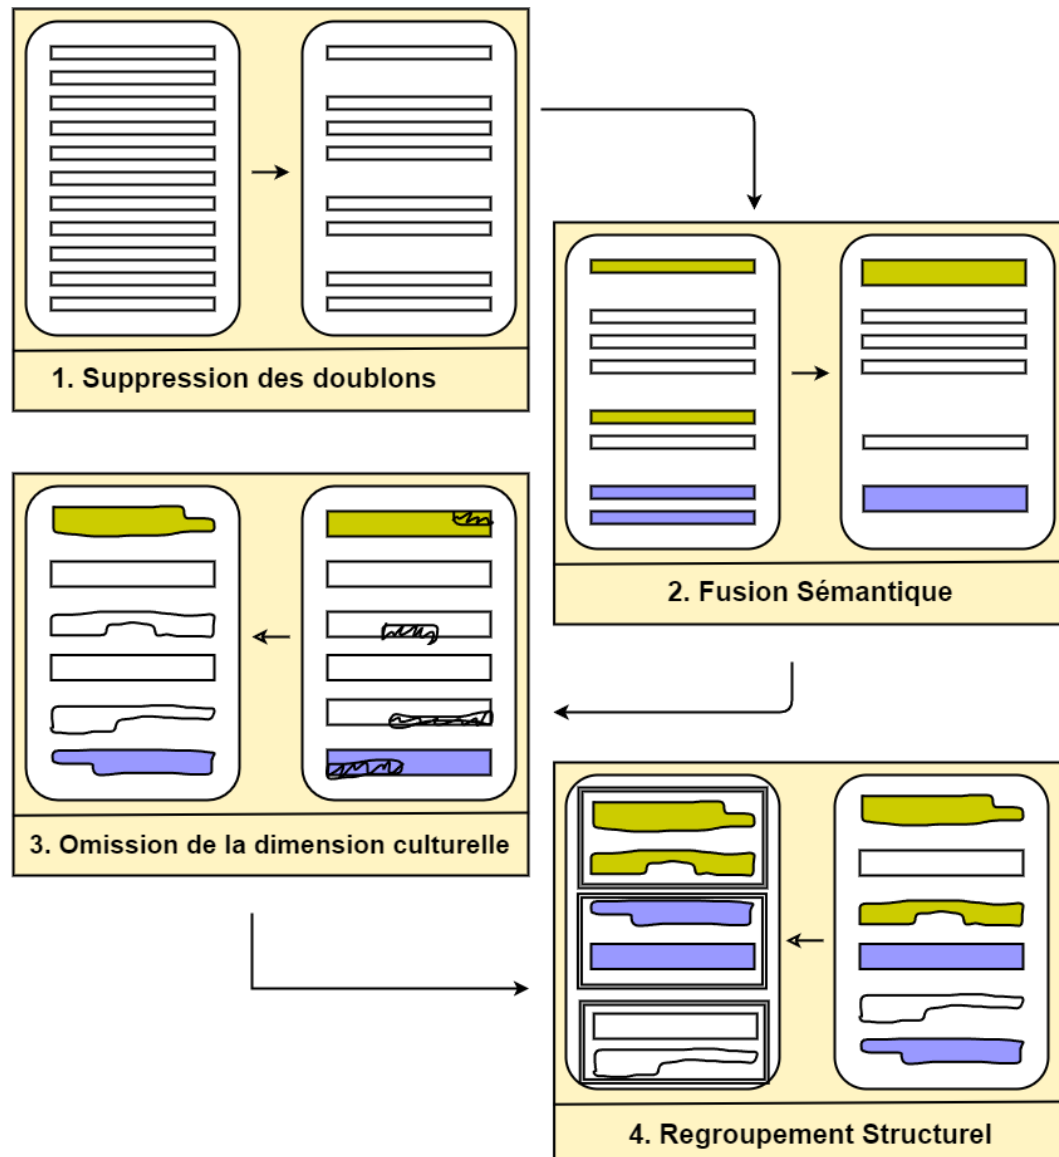 1. Suppression des doublons
2. Fusion Sémantique
3. Omission de la dimension culturelle
4. Regroupement Structurel